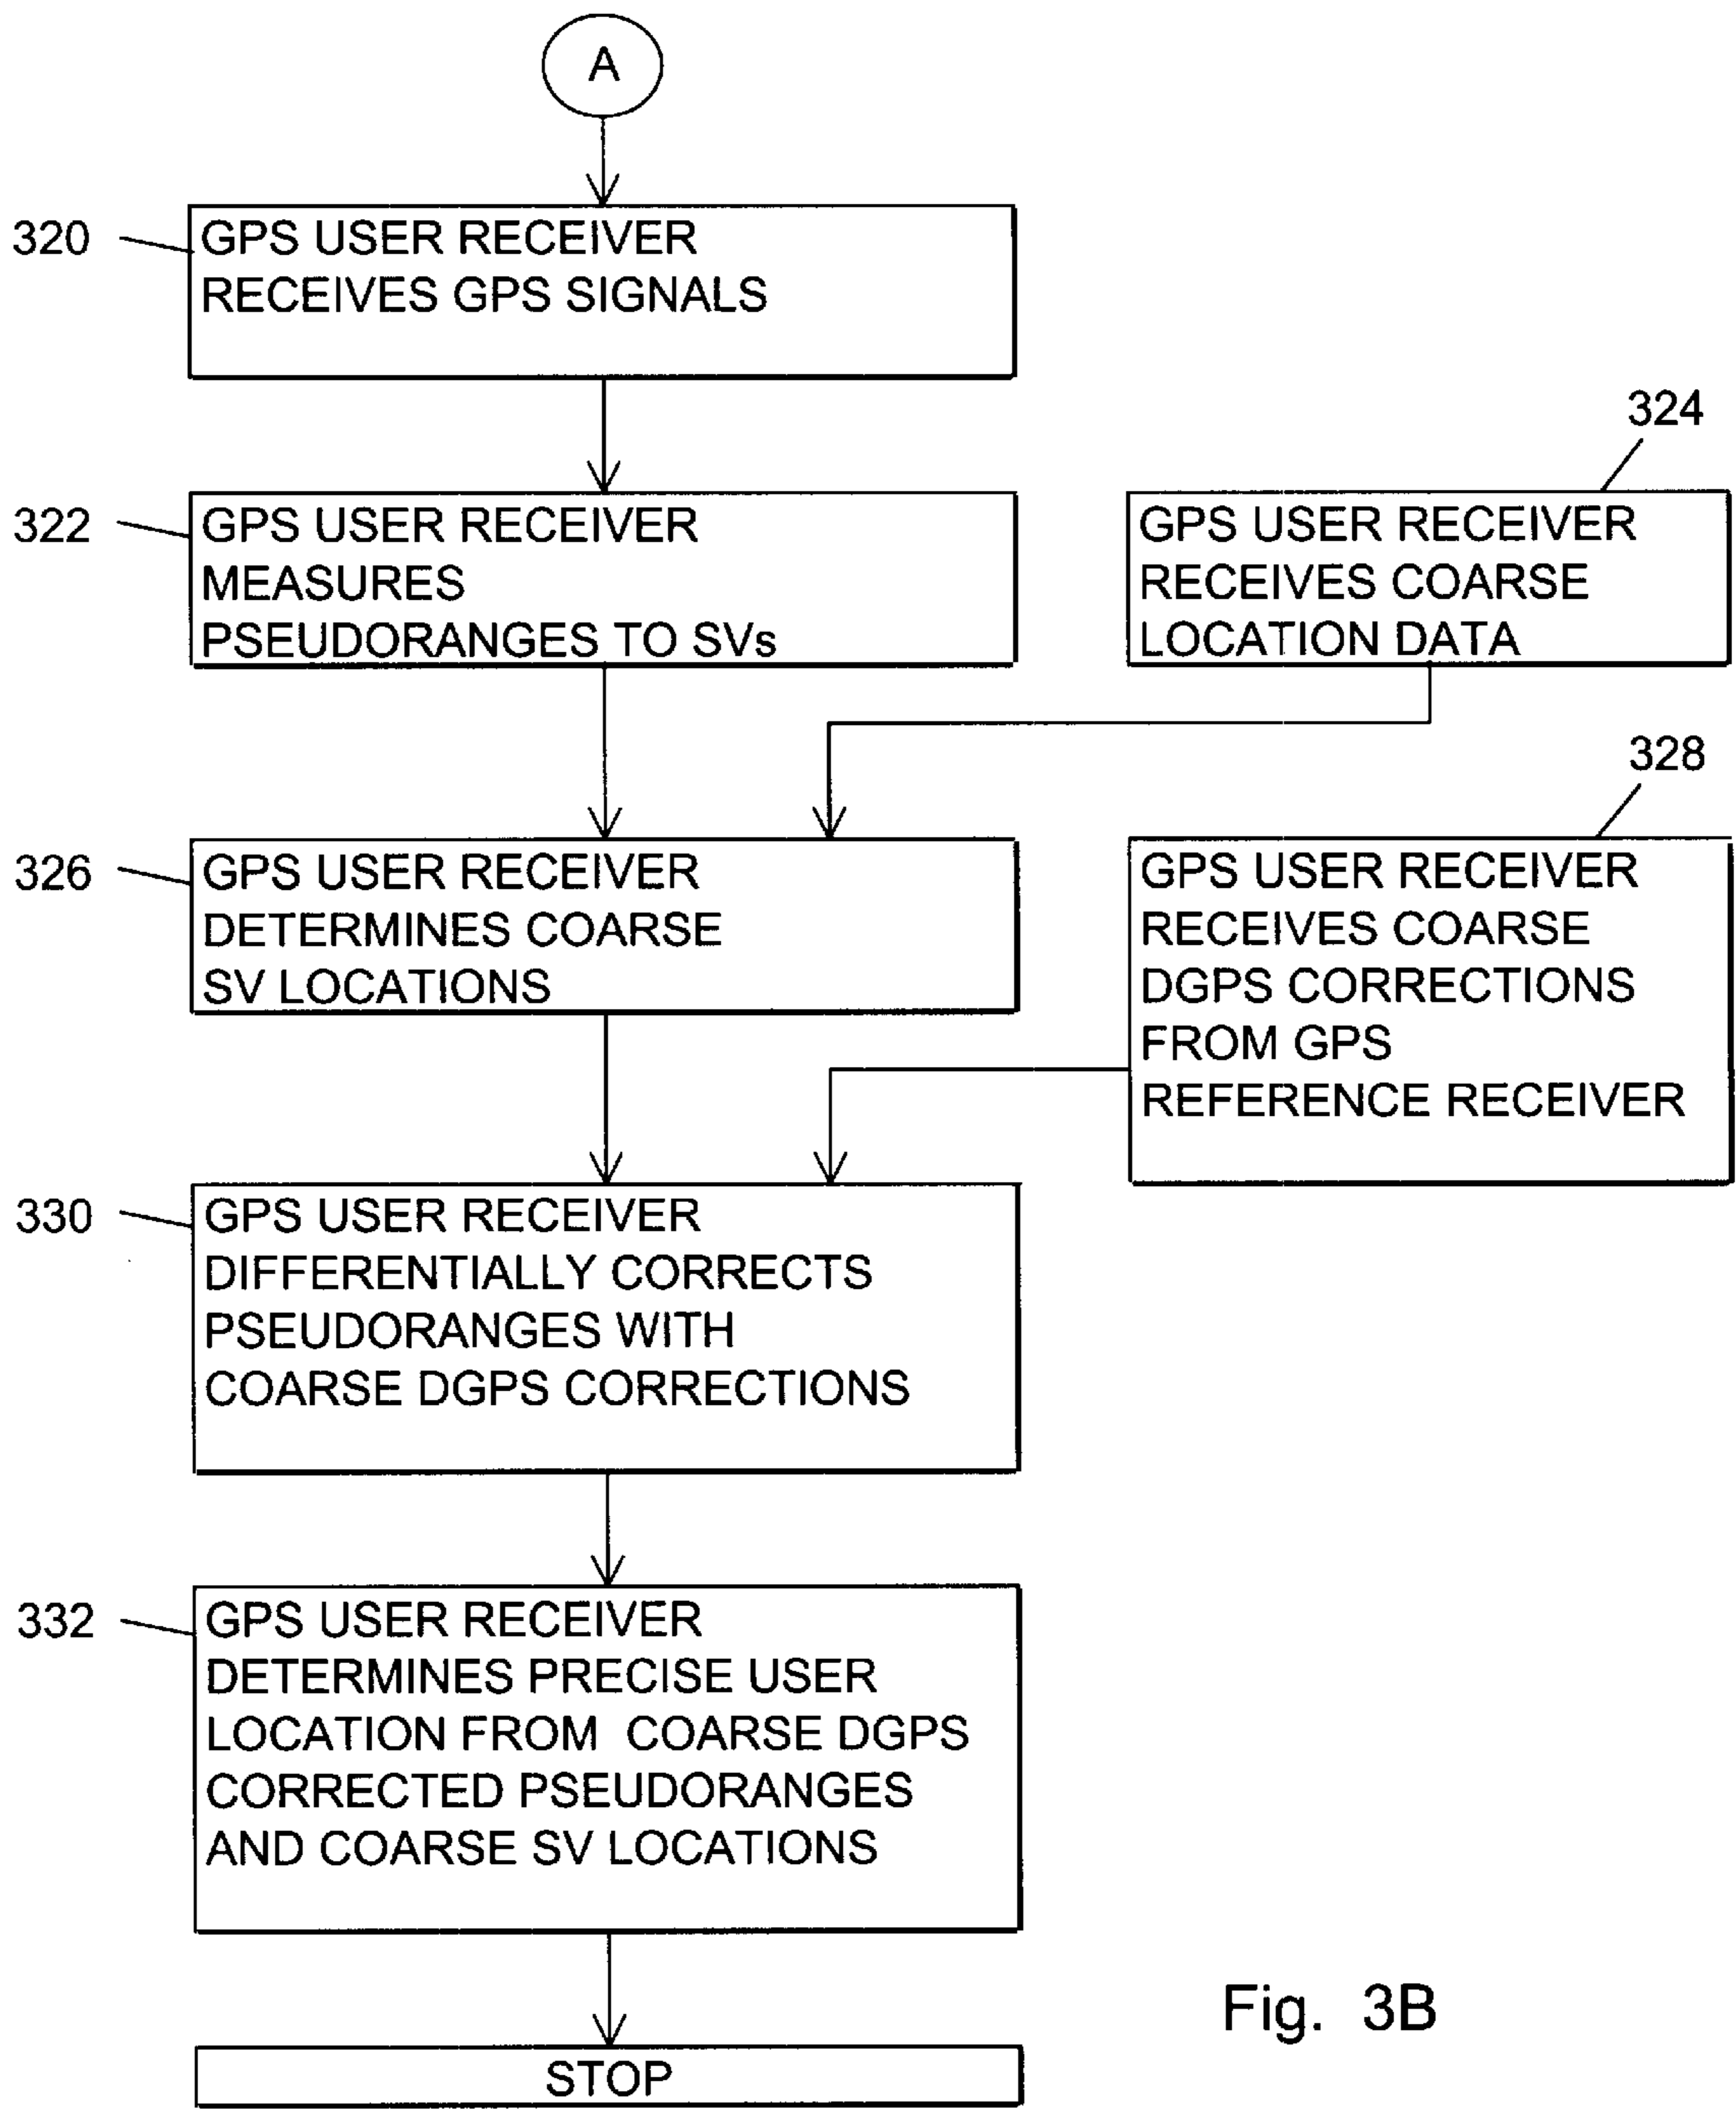 A
320
GPS USER RECEIVER
RECEIVES GPS SIGNALS
324
322
GPS USER RECEIVER
MEASURES
PSEUDORANGES TO SVs
GPS USER RECEIVER
RECEIVES COARSE
LOCATION DATA
328
326
GPS USER RECEIVER
DETERMINES COARSE
SV LOCATIONS
GPS USER RECEIVER
RECEIVES COARSE
DGPS CORRECTIONS
FROM GPS
REFERENCE RECEIVER
330
GPS USER RECEIVER
DIFFERENTIALLY CORRECTS
PSEUDORANGES WITH
COARSE DGPS CORRECTIONS
332
GPS USER RECEIVER
DETERMINES PRECISE USER
LOCATION FROM COARSE DGPS
CORRECTED PSEUDORANGES
AND COARSE SV LOCATIONS
STOP
Fig. 3B